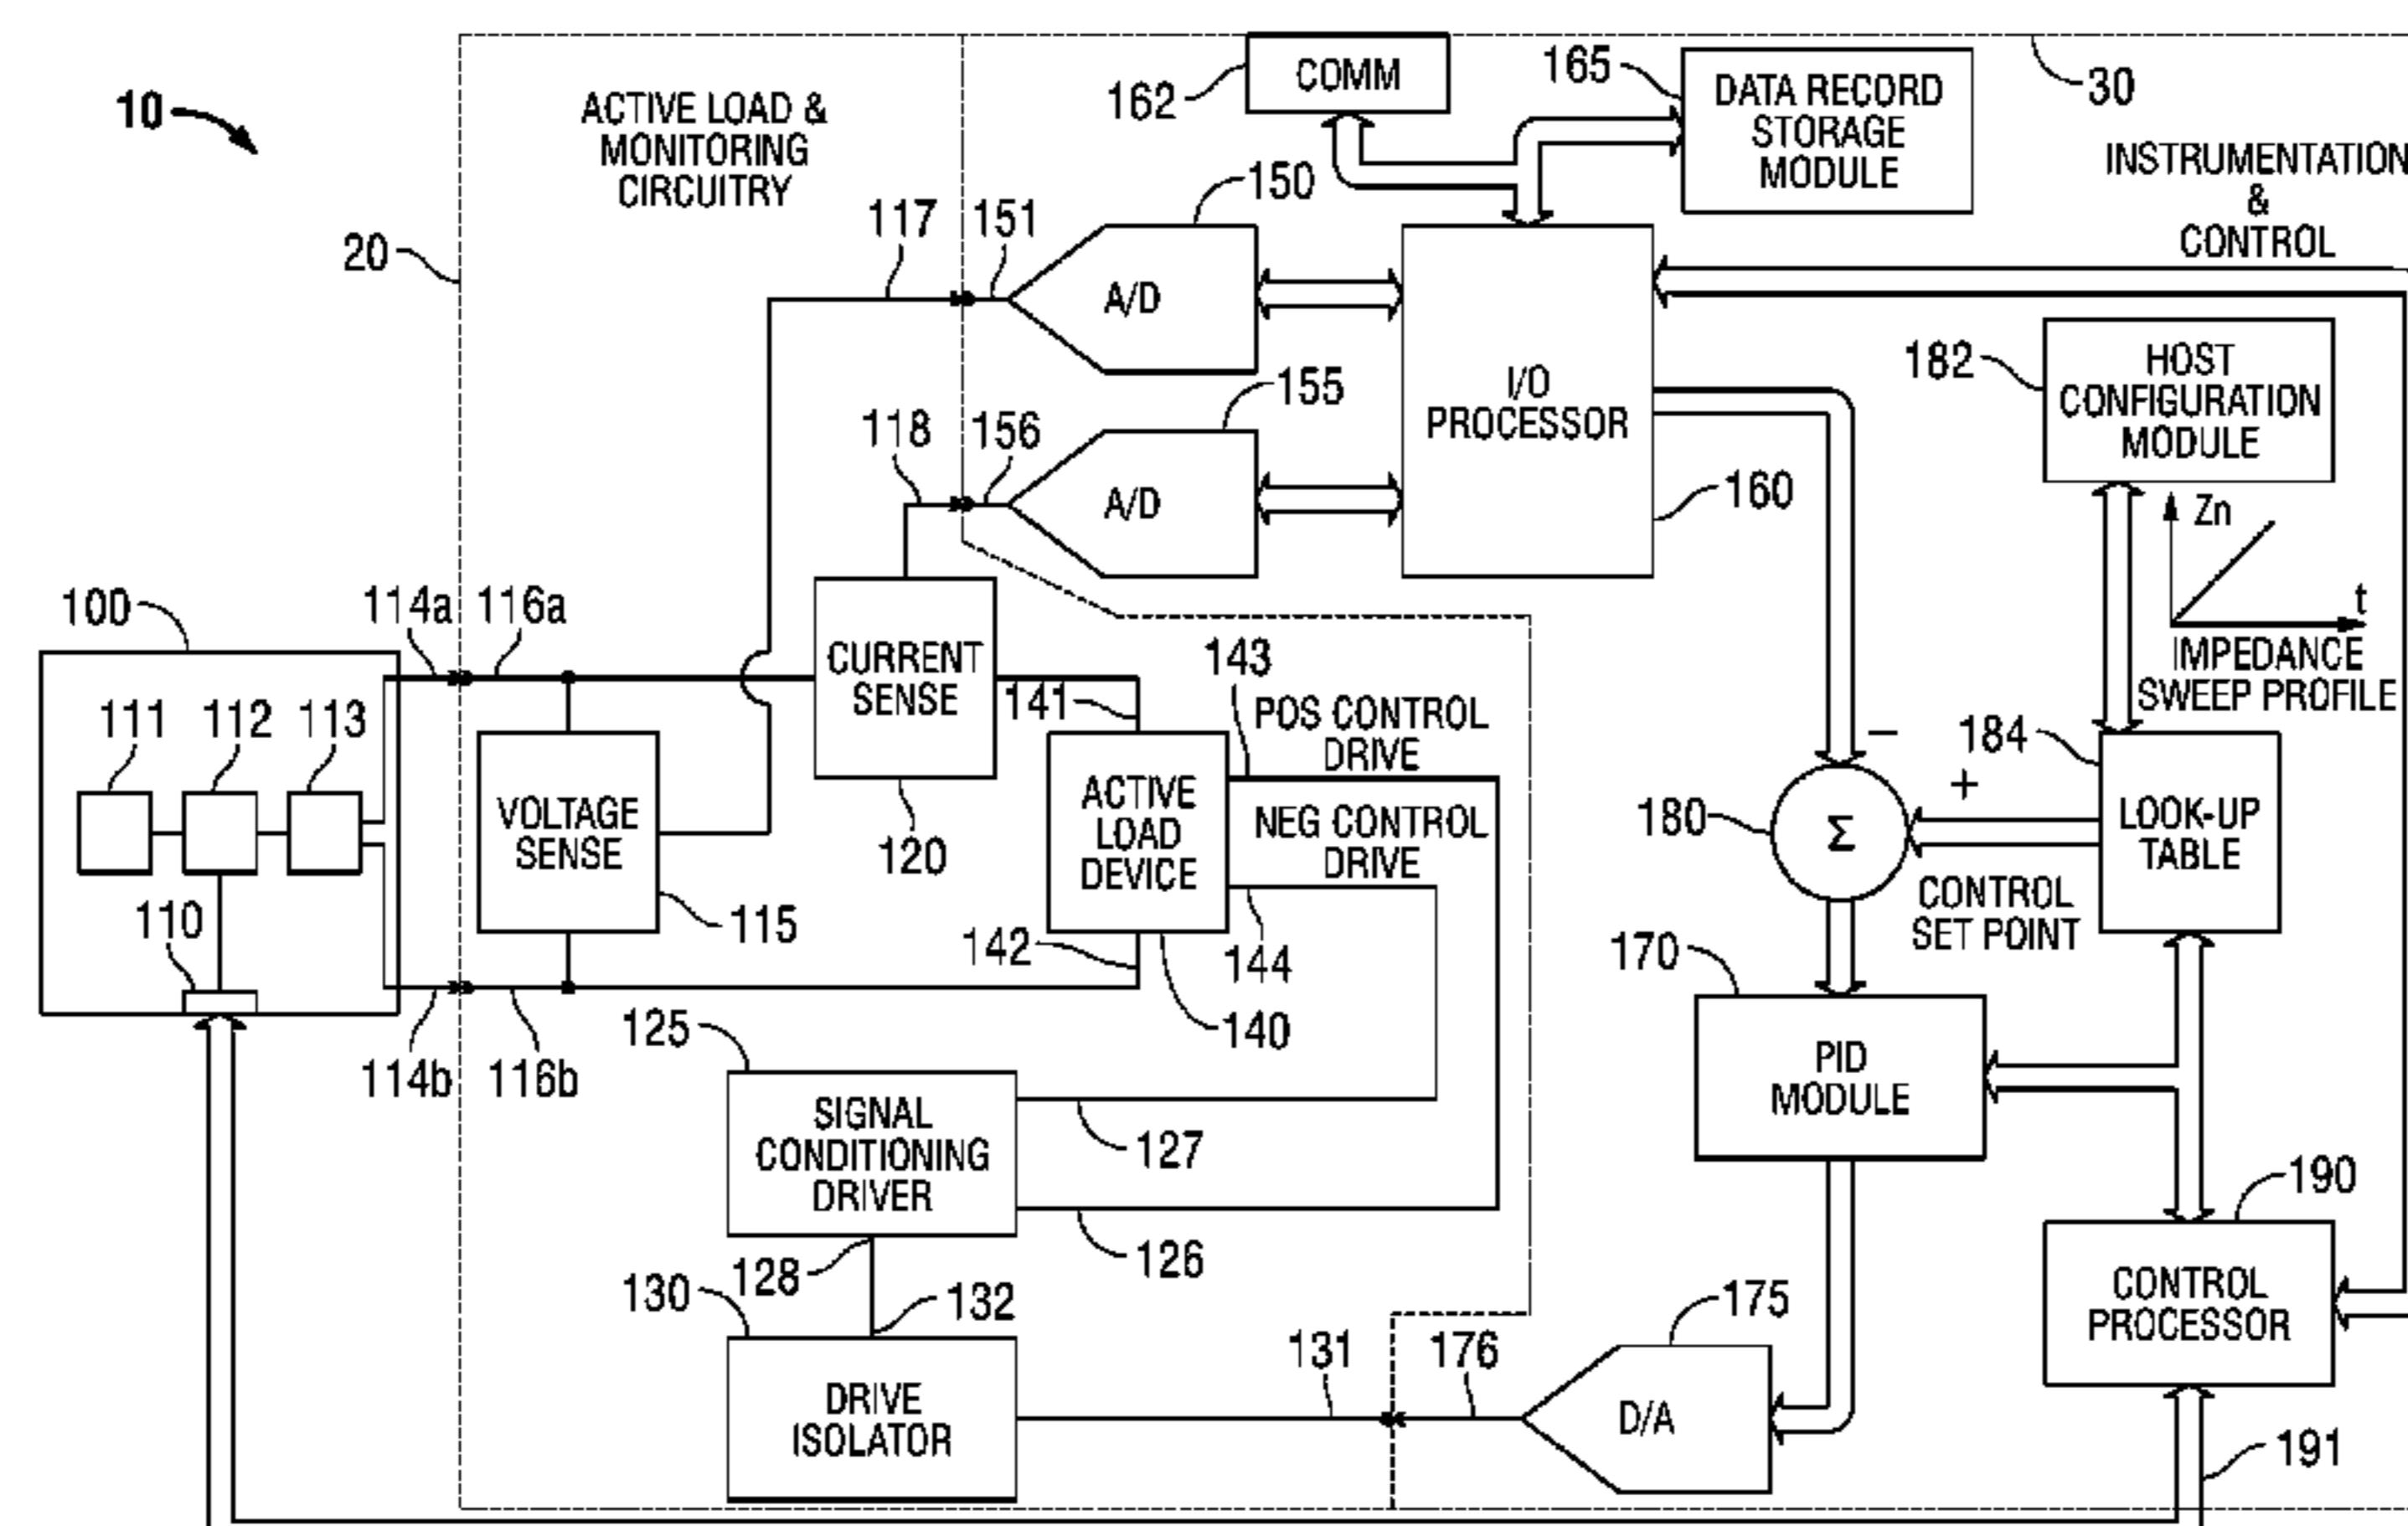 10
20
ACTIVE LOAD &
MONITORING
CIRCUITRY
162
COMM
165
DATA RECORD
STORAGE
MODULE
30
INSTRUMENTATION
&
CONTROL
117
151
150
A/D
118
156
155
A/D
I/O
PROCESSOR
160
182
HOST
CONFIGURATION
MODULE
Zn
t
IMPEDANCE
SWEEP PROFILE
100
111
112
113
110
114a
116a
114b
116b
VOLTAGE
SENSE
115
CURRENT
SENSE
120
141
142
ACTIVE
LOAD
DEVICE
140
143
POS CONTROL
DRIVE
NEG CONTROL
DRIVE
144
−
+
180
Σ
184
LOOK-UP
TABLE
CONTROL
SET POINT
170
PID
MODULE
125
SIGNAL
CONDITIONING
DRIVER
127
126
128
132
130
DRIVE
ISOLATOR
131
176
175
D/A
190
CONTROL
PROCESSOR
191